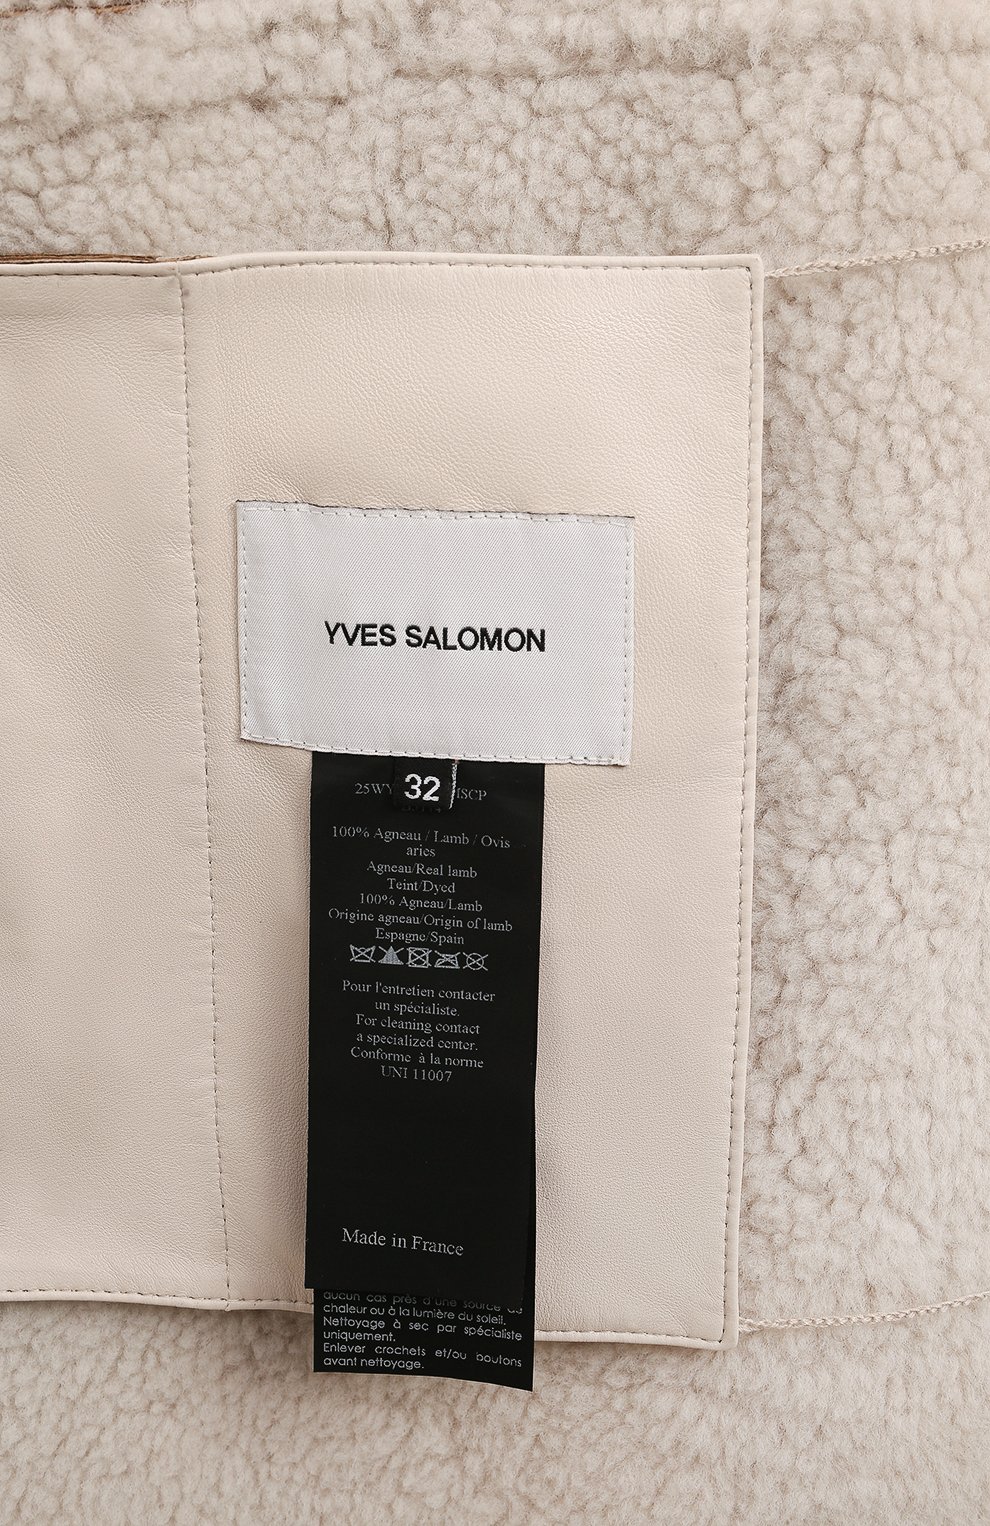 YVES SALOMON
32
100% Agneau / Lamb / Ovis
aries
Agneau/Real lamb
Teint/Dyed
100% Agneau/Lamb
Origine agneau/Origin of lamb
Espagne/Spain
Pour l'entretien contacter
un spécialiste.
For cleaning contact
a specialized center.
Conforme à la norme
UNI 11007
Made in France
aucun cas près d'une source
chaleur ou à la lumière du soleil.
Nettoyage à sec par spécialiste
uniquement.
Enlever crochets et/ou boutons
avant nettoyage.